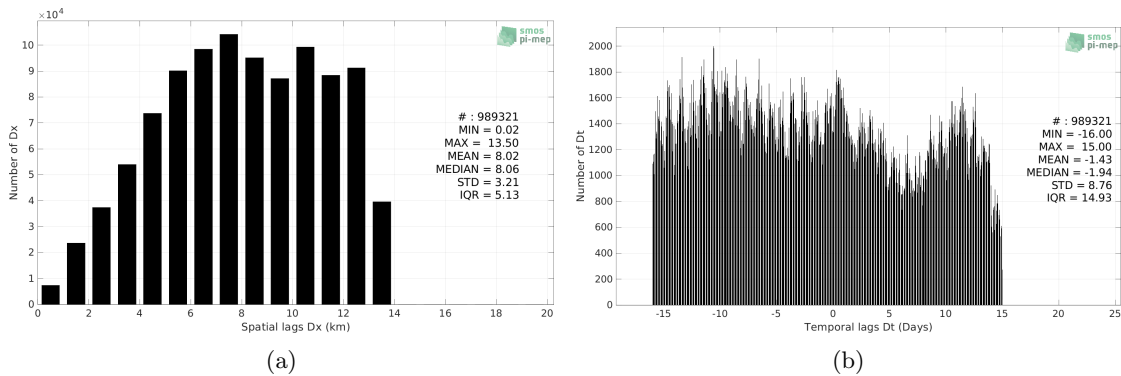 ×10⁴
10
9
8
7
6
5
4
3
2
1
0
Number of Dx
0 2 4 6 8 10 12 14 16 18 20
Spatial lags Dx (km)
smos
pi-mep
# : 989321
MIN = 0.02
MAX = 13.50
MEAN = 8.02
MEDIAN = 8.06
STD = 3.21
IQR = 5.13
(a)
2000
1800
1600
1400
1200
1000
800
600
400
200
0
Number of Dt
-15 -10 -5 0 5 10 15 20 25
Temporal lags Dt (Days)
smos
pi-mep
# : 989321
MIN = -16.00
MAX = 15.00
MEAN = -1.43
MEDIAN = -1.94
STD = 8.76
IQR = 14.93
(b)